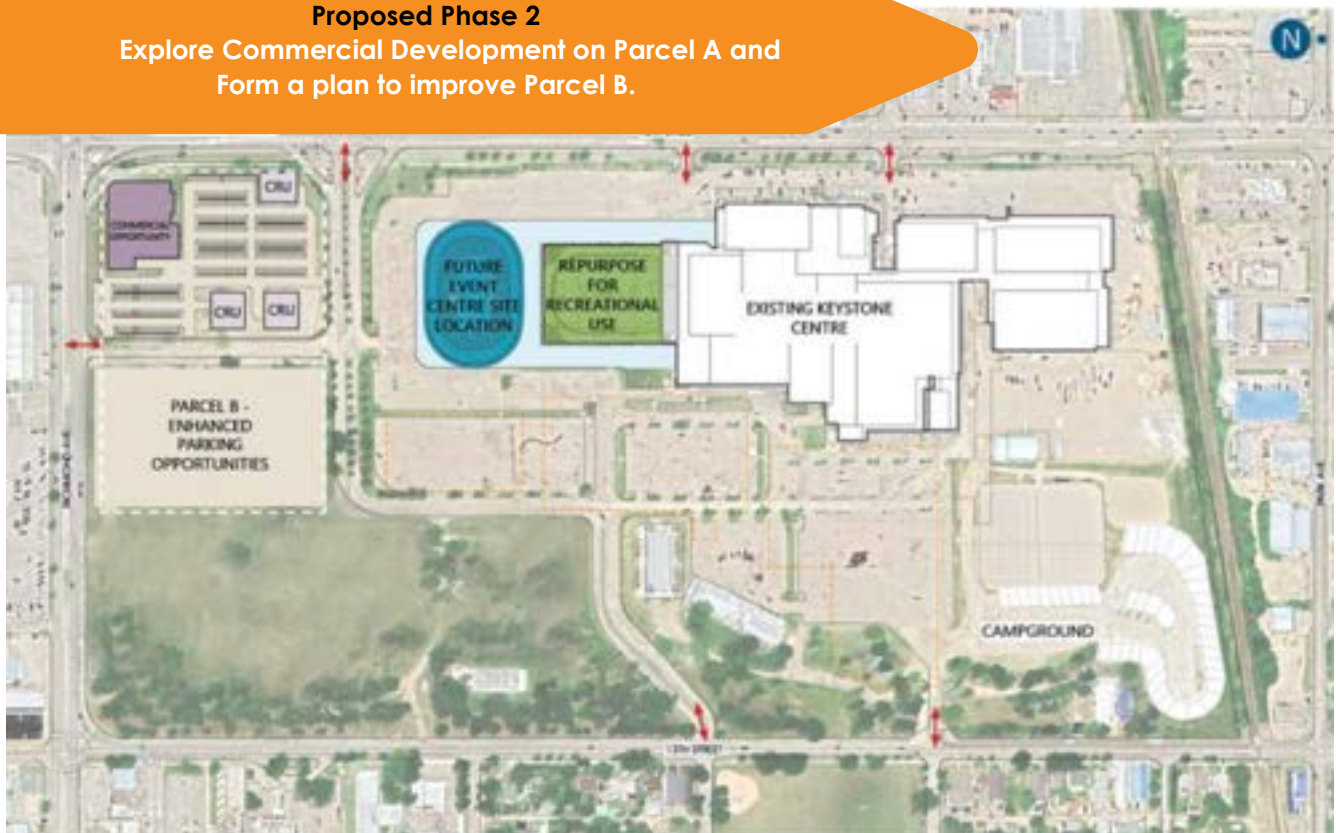 Proposed Phase 2
Explore Commercial Development on Parcel A and
Form a plan to improve Parcel B.
N
CRU
COMMERCIAL
OPPORTUNITY
FUTURE
EVENT
CENTRE SITE
LOCATION
REPURPOSE
FOR
RECREATIONAL
USE
EXISTING KEYSTONE
CENTRE
CRU
CRU
PARCEL B -
ENHANCED
PARKING
OPPORTUNITIES
CAMPGROUND